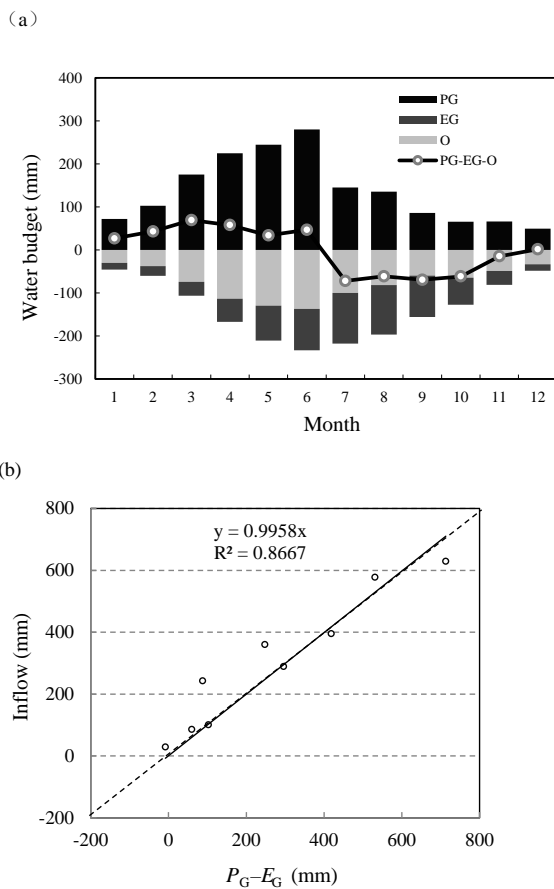 （a）
400
300
200
100
0
-100
-200
-300
Water budget (mm)
PG
EG
O
PG-EG-O
1 2 3 4 5 6 7 8 9 10 11 12
Month
(b)
800
600
400
200
0
-200
Inflow (mm)
y = 0.9958x
R² = 0.8667
-200 0 200 400 600 800
PG–EG (mm)